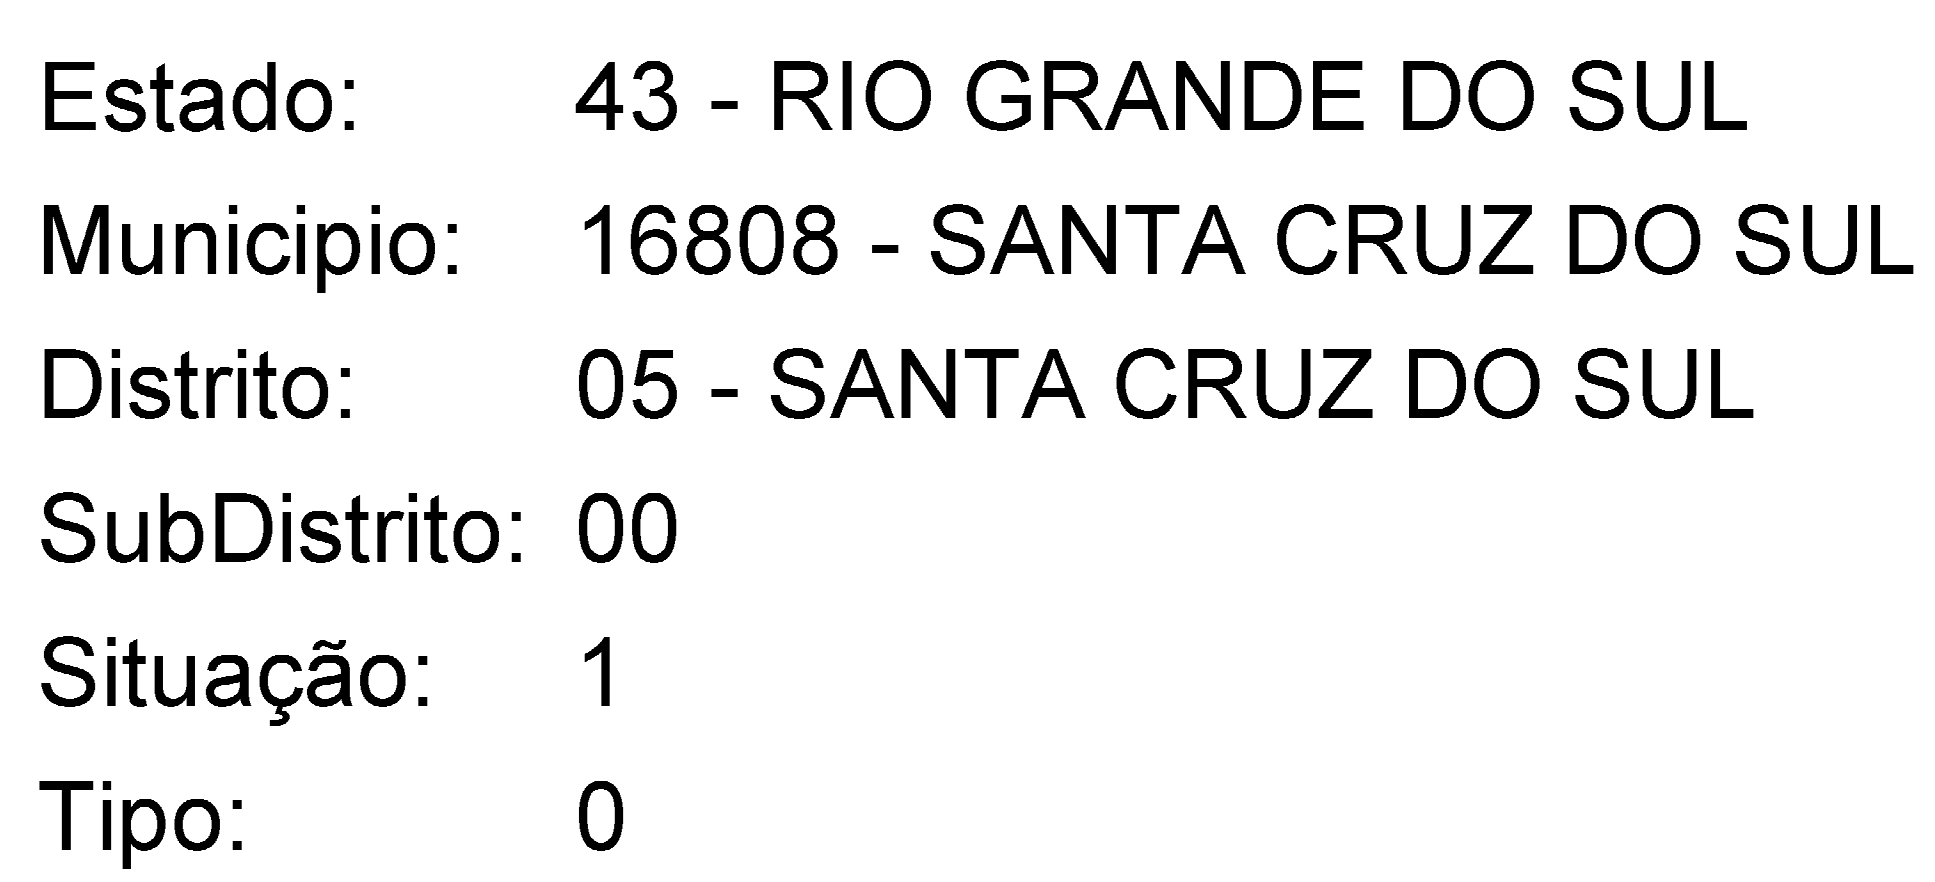 Estado: 43 - RIO GRANDE DO SUL
Municipio: 16808 - SANTA CRUZ DO SUL
Distrito: 05 - SANTA CRUZ DO SUL
SubDistrito: 00
Situação: 1
Tipo: 0